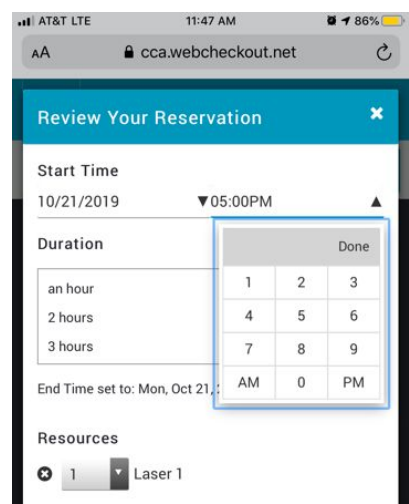 AT&T LTE 11:47 AM 86%
AA cca.webcheckout.net
Review Your Reservation
Start Time
10/21/2019 ▼05:00PM ▲
Duration
Done
an hour
2 hours
3 hours
1 2 3
4 5 6
7 8 9
AM 0 PM
End Time set to: Mon, Oct 21,
Resources
1 Laser 1